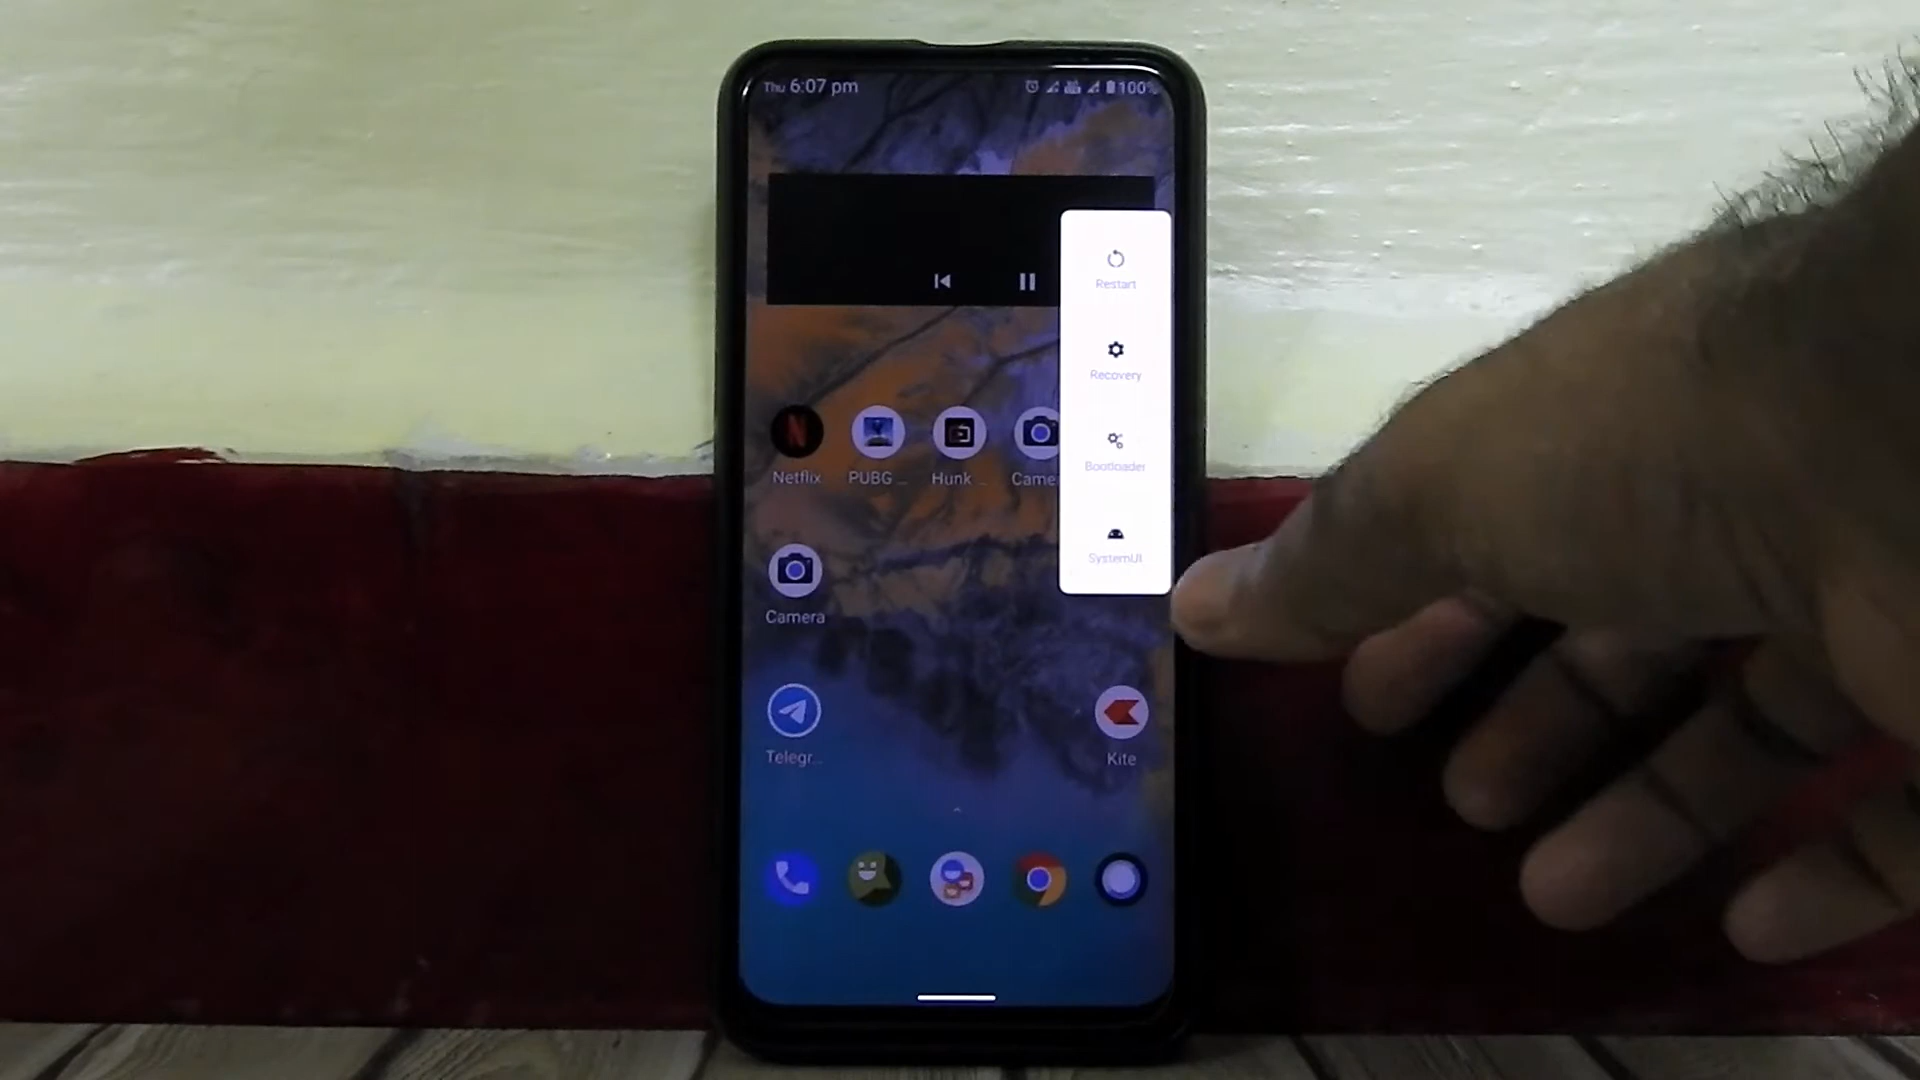 Thu 6:07 pm
100%
Restart
Recovery
Bootloader
SystemUI
Netflix
PUBG ...
Hunk ...
Came
Camera
Telegr...
Kite